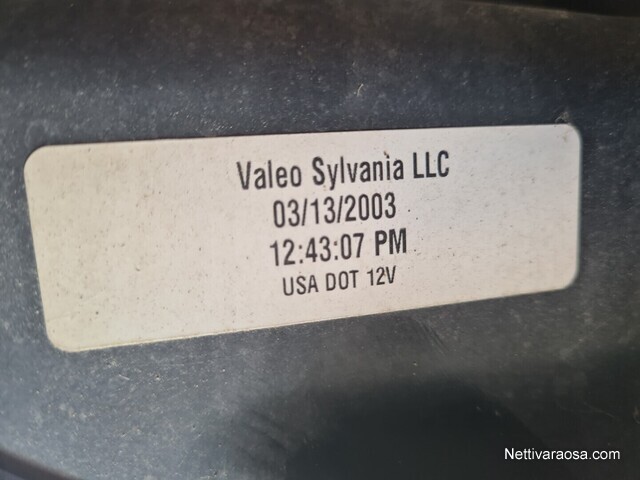 Valeo Sylvania LLC
03/13/2003
12:43:07 PM
USA DOT 12V
Nettivaraosa.com